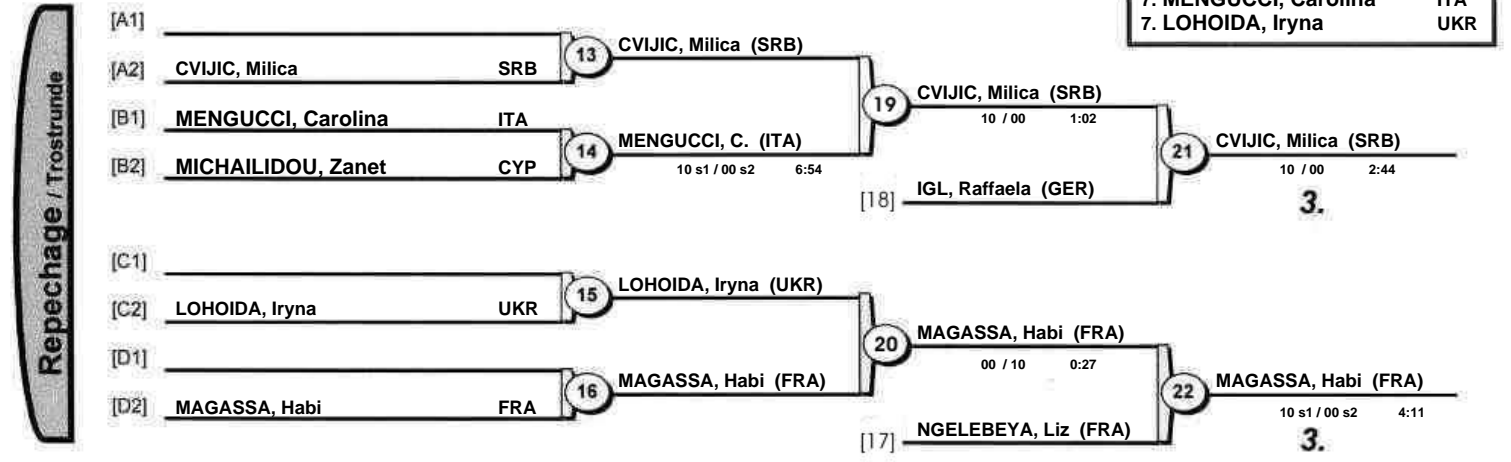 7. MENGUCCI, Carolina ITA
7. LOHOIDA, Iryna UKR
Repechage / Trostrunde
[A1]
[A2] CVIJIC, Milica SRB
13 CVIJIC, Milica (SRB)
[B1] MENGUCCI, Carolina ITA
[B2] MICHAILIDOU, Zanet CYP
14 MENGUCCI, C. (ITA)
10 s1 / 00 s2 6:54
19 CVIJIC, Milica (SRB)
10 / 00 1:02
[18] IGL, Raffaela (GER)
21 CVIJIC, Milica (SRB)
10 / 00 2:44
3.
[C1]
[C2] LOHOIDA, Iryna UKR
15 LOHOIDA, Iryna (UKR)
[D1]
[D2] MAGASSA, Habi FRA
16 MAGASSA, Habi (FRA)
20 MAGASSA, Habi (FRA)
00 / 10 0:27
[17] NGELEBEYA, Liz (FRA)
22 MAGASSA, Habi (FRA)
10 s1 / 00 s2 4:11
3.